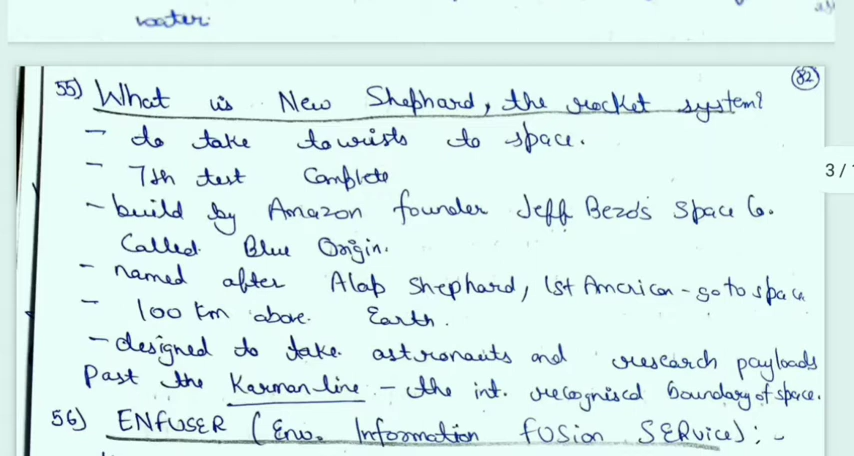 water.
82
55) What is New Shephard, the rocket system?
- to take tourists to space.
- 7th test Complete
- build by Amazon founder Jeff Bezos Space Co.
Called Blue Origin.
- named after Alap Shephard, 1st American - go to space
- 100 km above Earth.
- designed to take astronauts and research payloads
Past the Karman line - the int. recognised boundary of space.
56) ENFUSER (Env. Information FUSion SERvice) : -
3 / 1